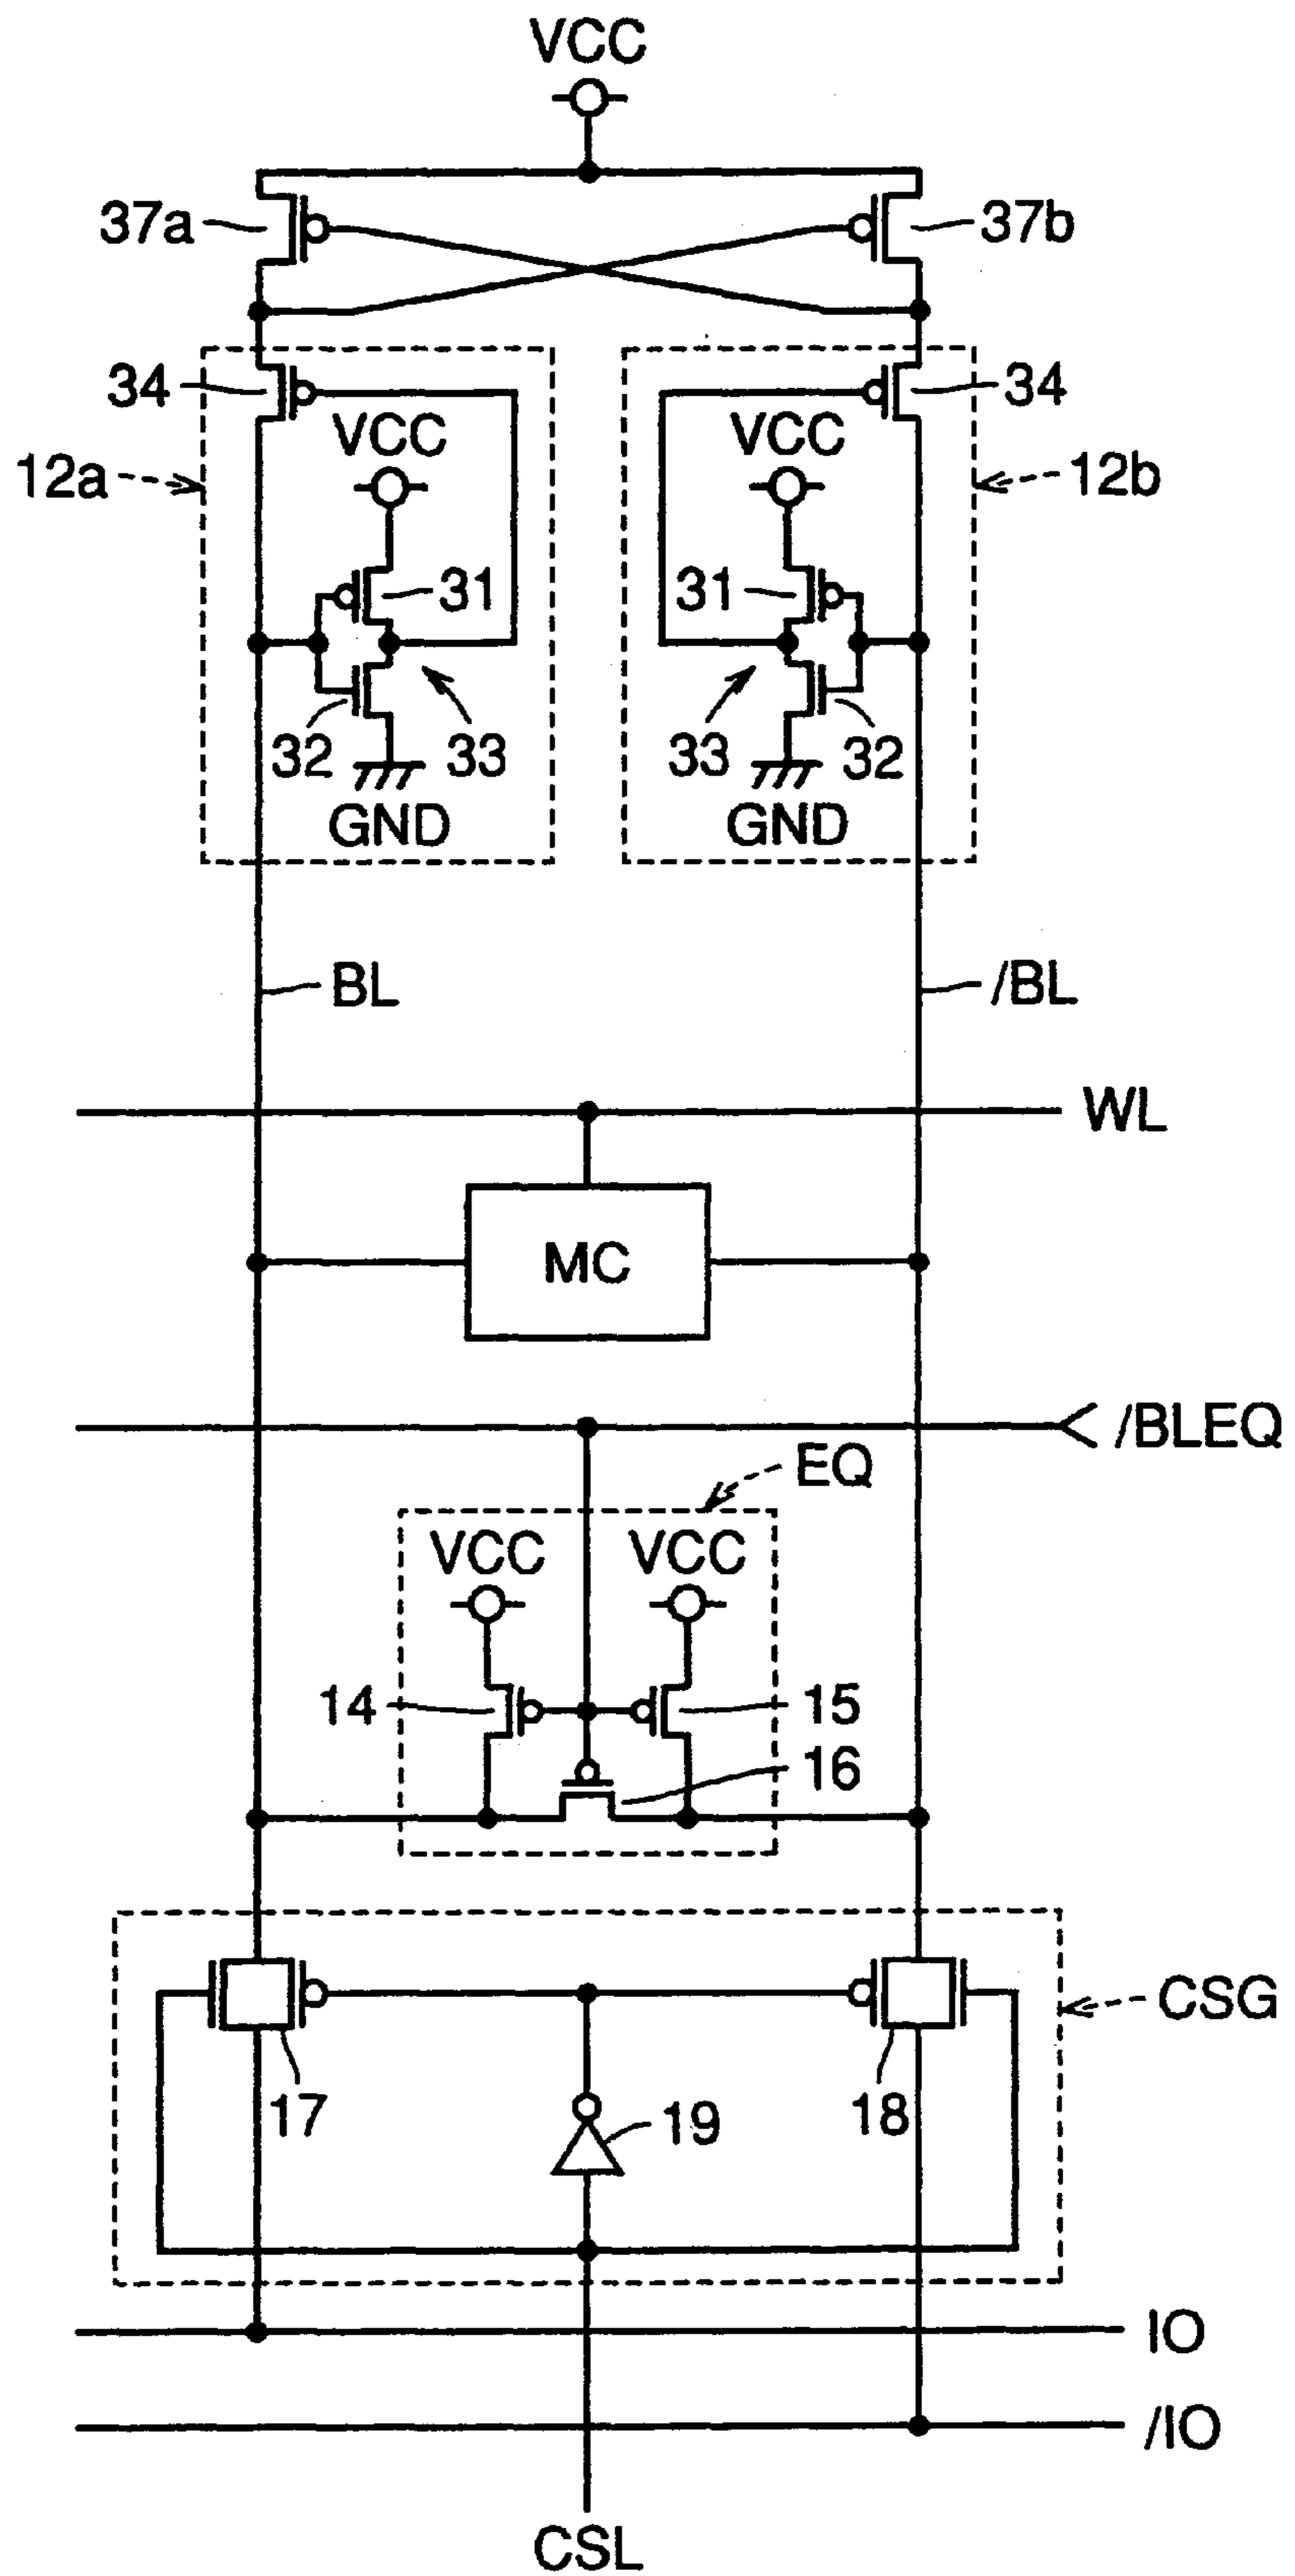 VCC
37a
37b
34
34
VCC
VCC
12a
12b
31
31
32
33
33
32
GND
GND
BL
/BL
WL
MC
/BLEQ
EQ
VCC
VCC
14
15
16
CSG
17
18
19
IO
/IO
CSL